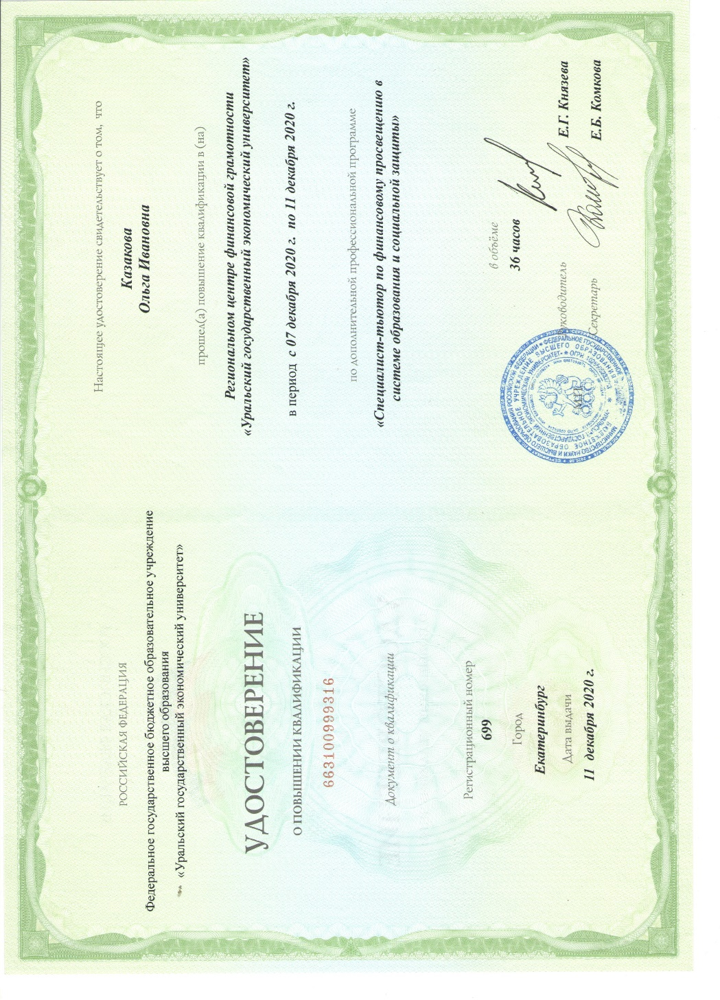 РОССИЙСКАЯ ФЕДЕРАЦИЯ
Федеральное государственное бюджетное образовательное учреждение
высшего образования
«Уральский государственный экономический университет»
УДОСТОВЕРЕНИЕ
О ПОВЫШЕНИИ КВАЛИФИКАЦИИ
663100999316
Документ о квалификации
Регистрационный номер
699
Город
Екатеринбург
Дата выдачи
11 декабря 2020 г.
Настоящее удостоверение свидетельствует о том, что
Казакова
Ольга Ивановна
прошел(а) повышение квалификации в (на)
Региональном центре финансовой грамотности
«Уральский государственный экономический университет»
в период с 07 декабря 2020 г. по 11 декабря 2020 г.
по дополнительной профессиональной программе
«Специалист-тьютор по финансовому просвещению в
системе образования и социальной защиты»
в объёме
36 часов
Руководитель
Е.Г. Князева
Секретарь
Е.Б. Комкова